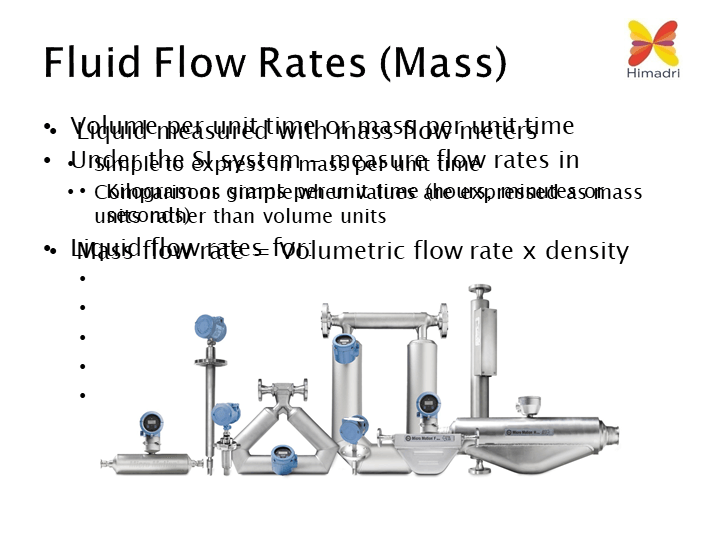 Fluid Flow Rates (Mass)
Himadri
• Volume per unit time or mass per unit time
• Liquid measured with mass flow meters
• Under the SI system – measure flow rates in
• Simple to express in mass per unit time
• Kilogram or grams per unit time (hours, minutes or
seconds)
• Comparisons simple when values are expressed as mass
units rather than volume units
• Liquid flow rates for:
• Mass flow rate = Volumetric flow rate x density
•
•
•
•
•